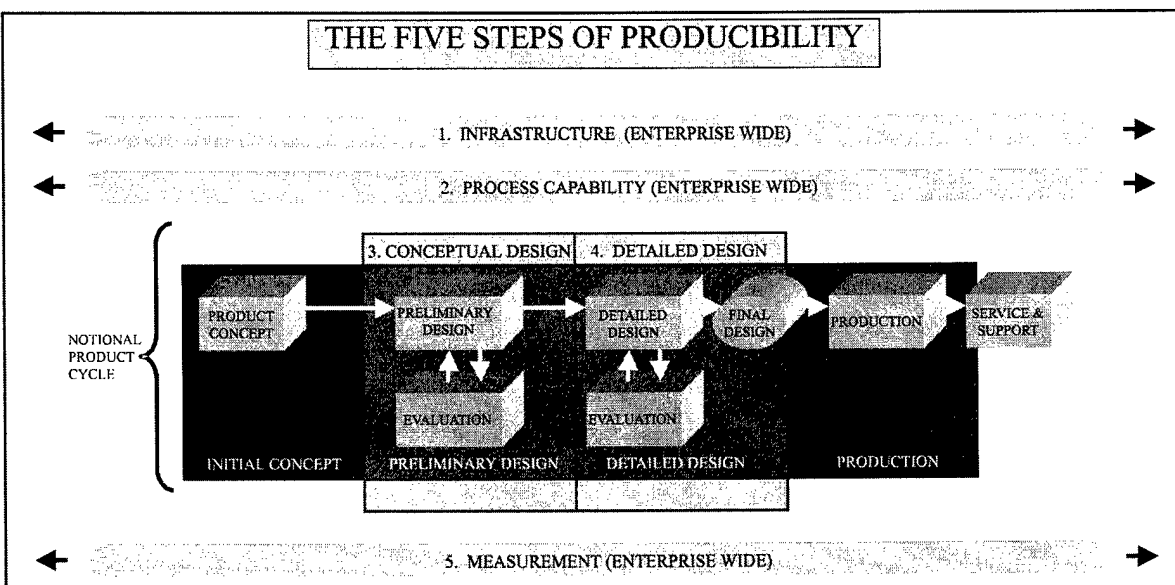 THE FIVE STEPS OF PRODUCIBILITY
1. INFRASTRUCTURE (ENTERPRISE WIDE)
2. PROCESS CAPABILITY (ENTERPRISE WIDE)
3. CONCEPTUAL DESIGN
4. DETAILED DESIGN
NOTIONAL
PRODUCT
CYCLE
PRODUCT
CONCEPT
PRELIMINARY
DESIGN
DETAILED
DESIGN
FINAL
DESIGN
PRODUCTION
SERVICE &
SUPPORT
EVALUATION
EVALUATION
INITIAL CONCEPT
PRELIMINARY DESIGN
DETAILED DESIGN
PRODUCTION
5. MEASUREMENT (ENTERPRISE WIDE)